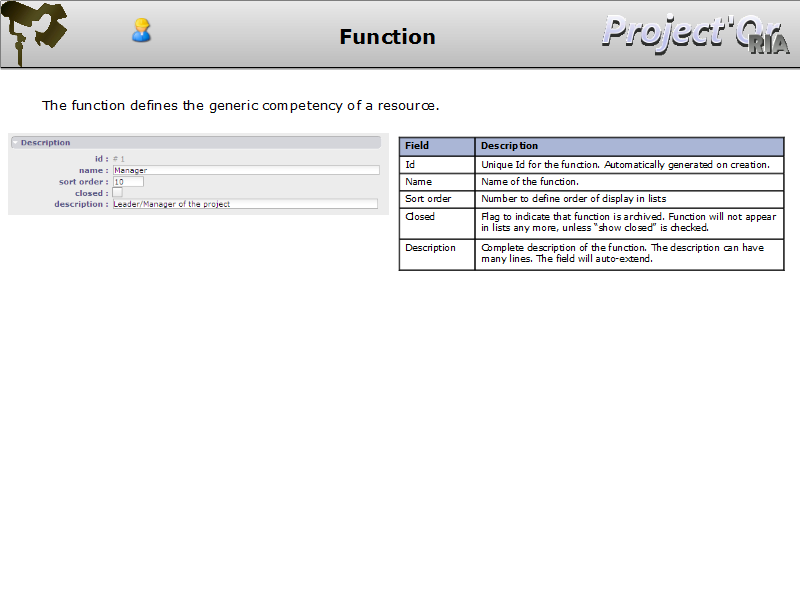 Function
Project'Or
RIA
The function defines the generic competency of a resource.
Description
id : # 1
name : Manager
sort order : 10
closed :
description : Leader/Manager of the project
Field Description
Id Unique Id for the function. Automatically generated on creation.
Name Name of the function.
Sort order Number to define order of display in lists
Closed Flag to indicate that function is archived. Function will not appear
in lists any more, unless “show closed” is checked.
Description Complete description of the function. The description can have
many lines. The field will auto-extend.